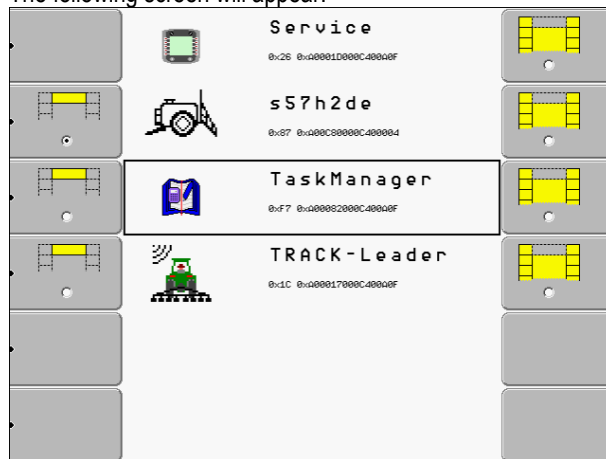 The following screen will appear:
Service
0x26 0xA0001D000C400A0F
s57h2de
0x87 0xA00C80000C400004
TaskManager
0xF7 0xA00082000C400A0F
TRACK-Leader
0x1C 0xA00017000C400A0F